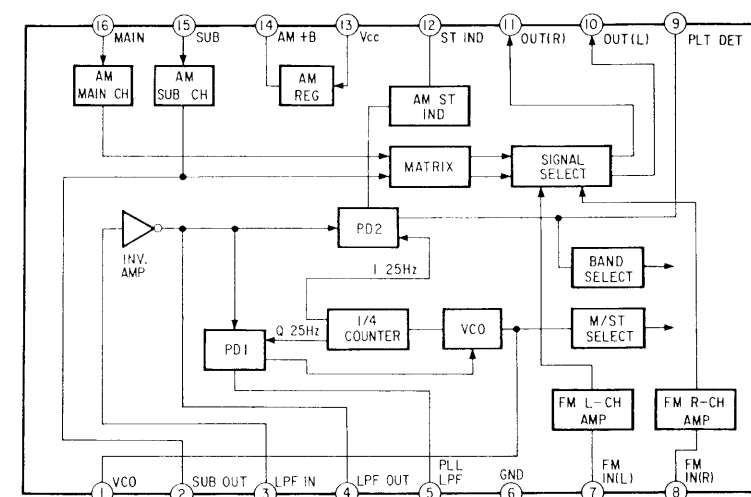 16 MAIN
15 SUB
14 AM +B
13 Vcc
12 ST IND
11 OUT(R)
10 OUT(L)
9 PLT DET
AM
MAIN CH
AM
SUB CH
AM
REG
AM ST
IND
MATRIX
SIGNAL
SELECT
INV.
AMP
PD2
I 25Hz
BAND
SELECT
Q 25Hz
1/4
COUNTER
VCO
M/ST
SELECT
PD1
FM L-CH
AMP
FM R-CH
AMP
1 VCO
2 SUB OUT
3 LPF IN
4 LPF OUT
5 PLL
LPF
6 GND
7 FM
IN(L)
8 FM
IN(R)